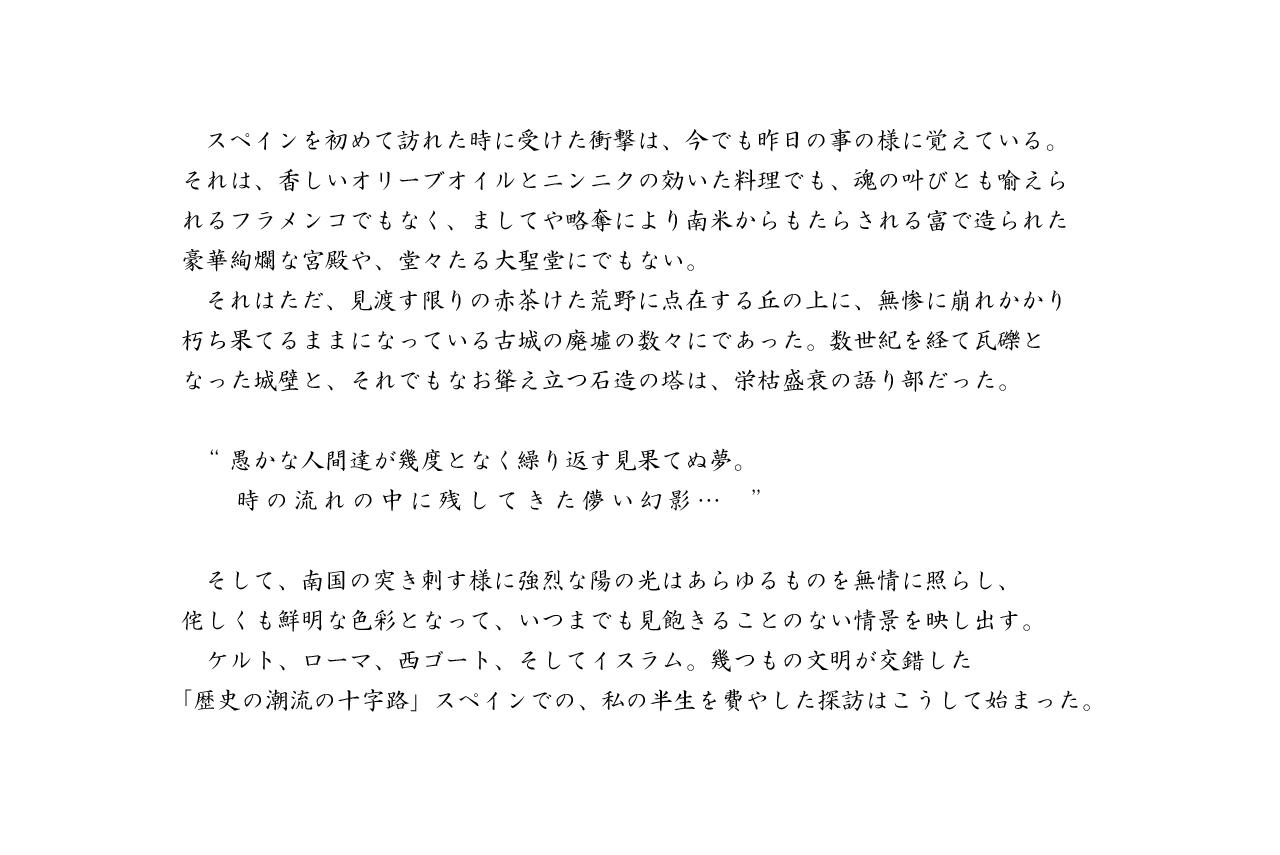 スペインを初めて訪れた時に受けた衝撃は、今でも昨日の事の様に覚えている。
それは、香しいオリーブオイルとニンニクの効いた料理でも、魂の叫びとも喩えら
れるフラメンコでもなく、ましてや略奪により南米からもたらされる富で造られた
豪華絢爛な宮殿や、堂々たる大聖堂にでもない。
それはただ、見渡す限りの赤茶けた荒野に点在する丘の上に、無惨に崩れかかり
朽ち果てるままになっている古城の廃墟の数々にであった。数世紀を経て瓦礫と
なった城壁と、それでもなお聳え立つ石造の塔は、栄枯盛衰の語り部だった。
“ 愚かな人間達が幾度となく繰り返す見果てぬ夢。
時の流れの中に残してきた儚い幻影… ”
そして、南国の突き刺す様に強烈な陽の光はあらゆるものを無情に照らし、
侘しくも鮮明な色彩となって、いつまでも見飽きることのない情景を映し出す。
ケルト、ローマ、西ゴート、そしてイスラム。幾つもの文明が交錯した
「歴史の潮流の十字路」スペインでの、私の半生を費やした探訪はこうして始まった。